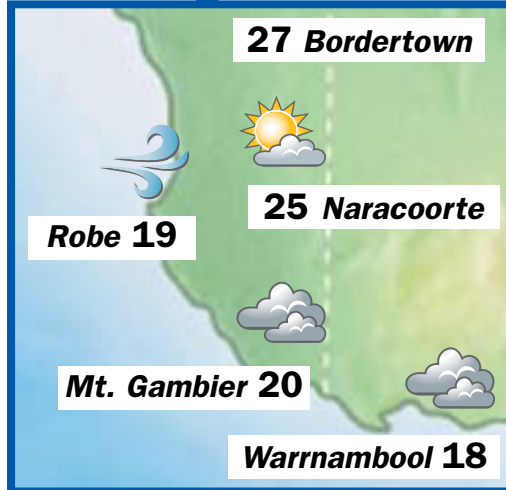 27 Bordertown
25 Naracoorte
Robe 19
Mt. Gambier 20
Warrnambool 18